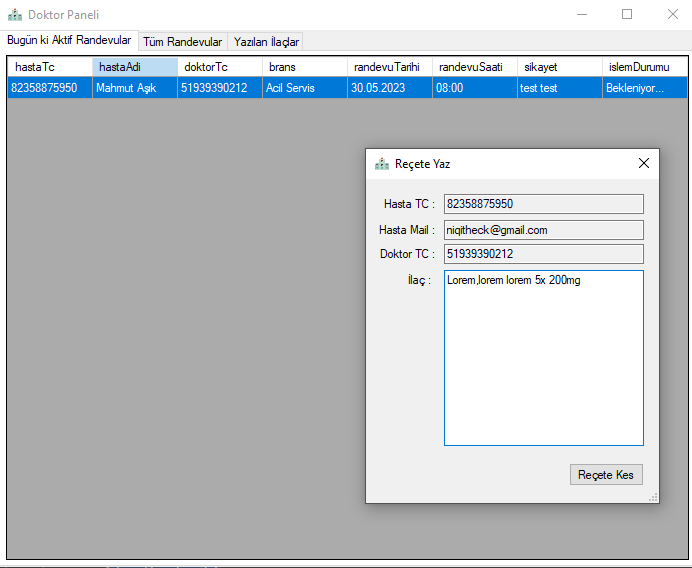 Doktor Paneli
Bugün ki Aktif Randevular Tüm Randevular Yazılan İlaçlar
hastaTc hastaAdi doktorTc brans randevuTarihi randevuSaati sikayet islemDurumu
82358875950 Mahmut Aşık 51939390212 Acil Servis 30.05.2023 08:00 test test Bekleniyor...
Reçete Yaz
Hasta TC : 82358875950
Hasta Mail : niqitheck@gmail.com
Doktor TC : 51939390212
İlaç : Lorem,lorem lorem 5x 200mg
Reçete Kes